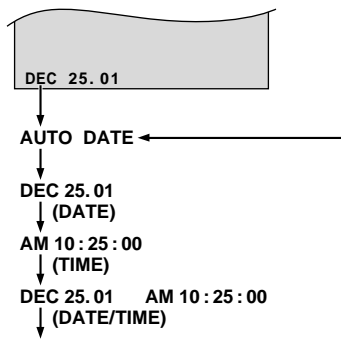 DEC 25.01
AUTO DATE
DEC 25.01
(DATE)
AM 10:25:00
(TIME)
DEC 25.01 AM 10:25:00
(DATE/TIME)